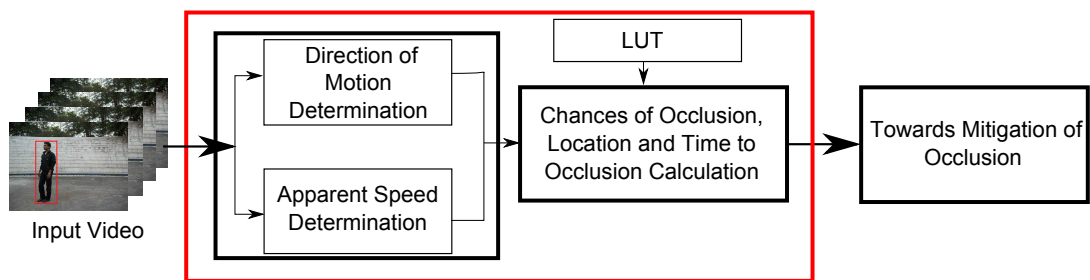 Input Video
Direction of
Motion
Determination
Apparent Speed
Determination
LUT
Chances of Occlusion,
Location and Time to
Occlusion Calculation
Towards Mitigation of
Occlusion